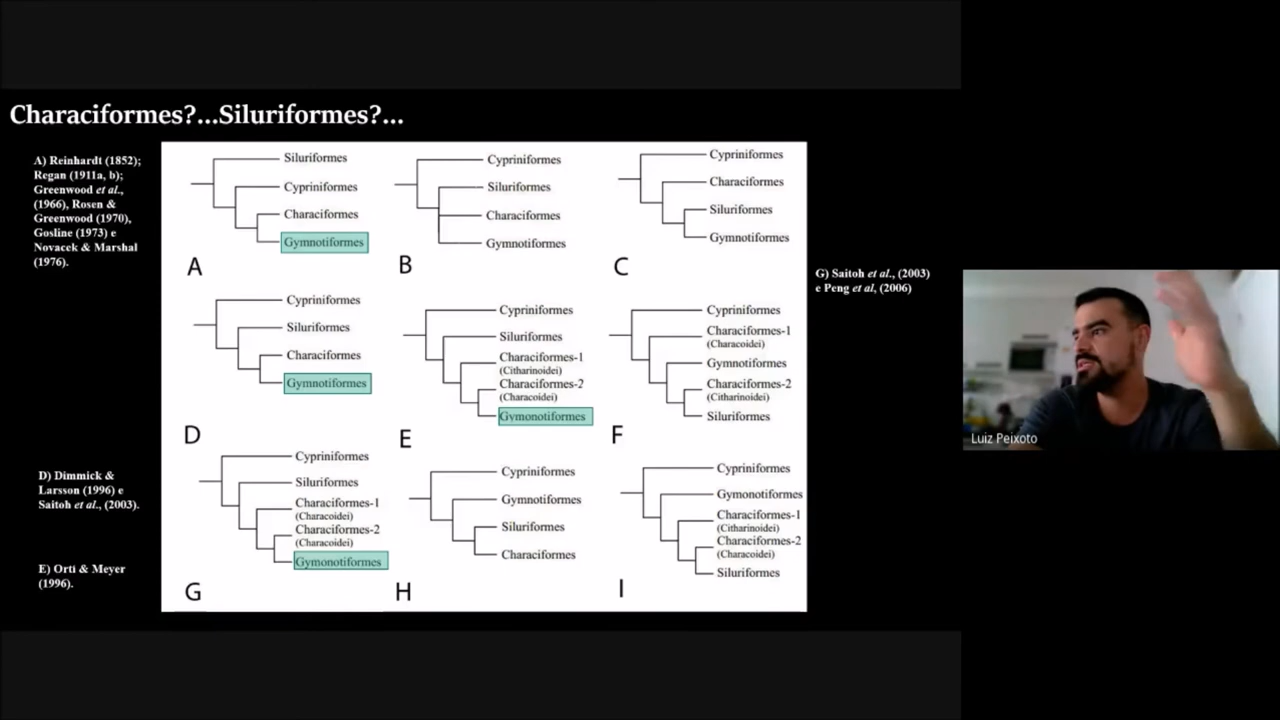 Characiformes?...Siluriformes?...
A) Reinhardt (1852);
Regan (1911a, b);
Greenwood et al.,
(1966), Rosen &
Greenwood (1970),
Gosline (1973) e
Novacek & Marshal
(1976).
Siluriformes
Cypriniformes
Characiformes
Gymnotiformes
A
Cypriniformes
Siluriformes
Characiformes
Gymnotiformes
B
Cypriniformes
Characiformes
Siluriformes
Gymnotiformes
C
G) Saitoh et al., (2003)
e Peng et al, (2006)
Cypriniformes
Siluriformes
Characiformes
Gymnotiformes
D
Cypriniformes
Siluriformes
Characiformes-1
(Citharinoidei)
Characiformes-2
(Characoidei)
Gymonotiformes
E
Cypriniformes
Characiformes-1
(Characoidei)
Gymnotiformes
Characiformes-2
(Citharinoidei)
Siluriformes
F
Luiz Peixoto
D) Dimmick &
Larsson (1996) e
Saitoh et al., (2003).
E) Orti & Meyer
(1996).
Cypriniformes
Siluriformes
Characiformes-1
(Characoidei)
Characiformes-2
(Characoidei)
Gymonotiformes
G
Cypriniformes
Gymnotiformes
Siluriformes
Characiformes
H
Cypriniformes
Gymonotiformes
Characiformes-1
(Citharinoidei)
Characiformes-2
(Characoidei)
Siluriformes
I